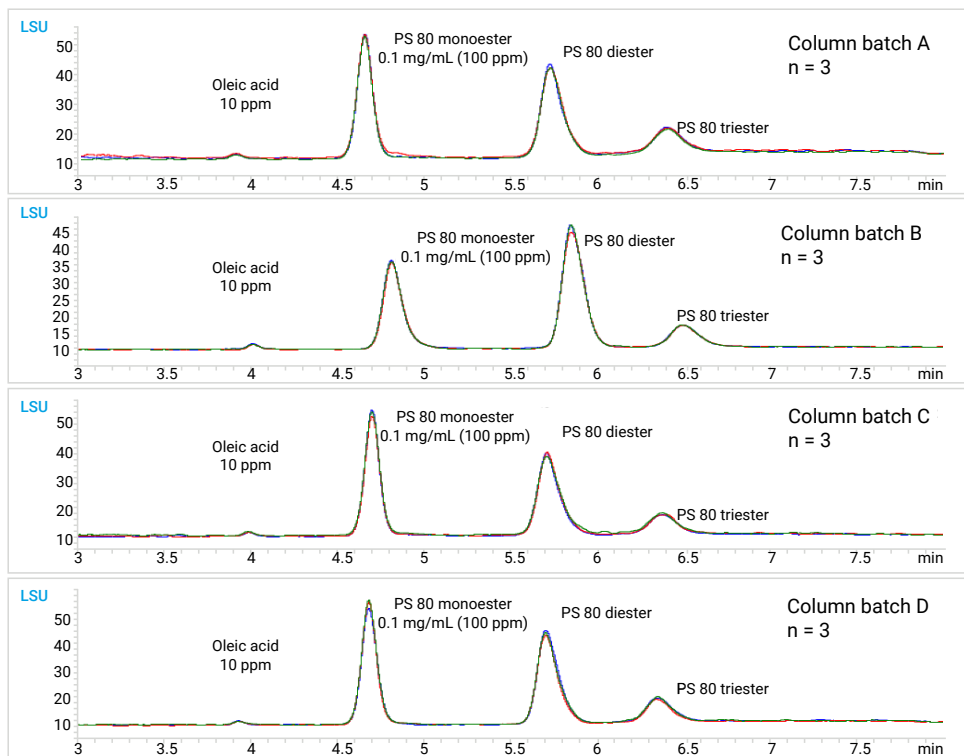 LSU
PS 80 monoester
0.1 mg/mL (100 ppm)
PS 80 diester
Column batch A
n = 3
Oleic acid
10 ppm
PS 80 triester
50
40
30
20
10
3 3.5 4 4.5 5 5.5 6 6.5 7 7.5 min
LSU
PS 80 monoester
0.1 mg/mL (100 ppm)
PS 80 diester
Column batch B
n = 3
Oleic acid
10 ppm
PS 80 triester
45
40
35
30
25
20
15
10
3 3.5 4 4.5 5 5.5 6 6.5 7 7.5 min
LSU
PS 80 monoester
0.1 mg/mL (100 ppm)
PS 80 diester
Column batch C
n = 3
Oleic acid
10 ppm
PS 80 triester
50
40
30
20
10
3 3.5 4 4.5 5 5.5 6 6.5 7 7.5 min
LSU
PS 80 monoester
0.1 mg/mL (100 ppm)
PS 80 diester
Column batch D
n = 3
Oleic acid
10 ppm
PS 80 triester
50
40
30
20
10
3 3.5 4 4.5 5 5.5 6 6.5 7 7.5 min